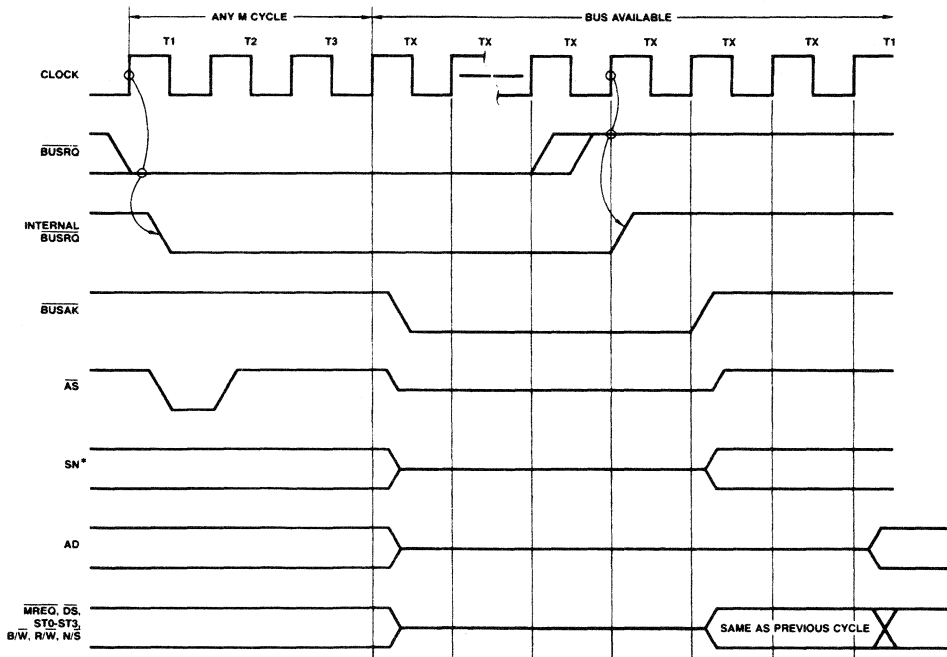 ANY M CYCLE BUS AVAILABLE
T1 T2 T3 TX TX TX TX TX TX T1
CLOCK
BUSRQ
INTERNAL
BUSRQ
BUSAK
AS
SN*
AD
MREQ, DS,
ST0-ST3,
B/W, R/W, N/S
SAME AS PREVIOUS CYCLE